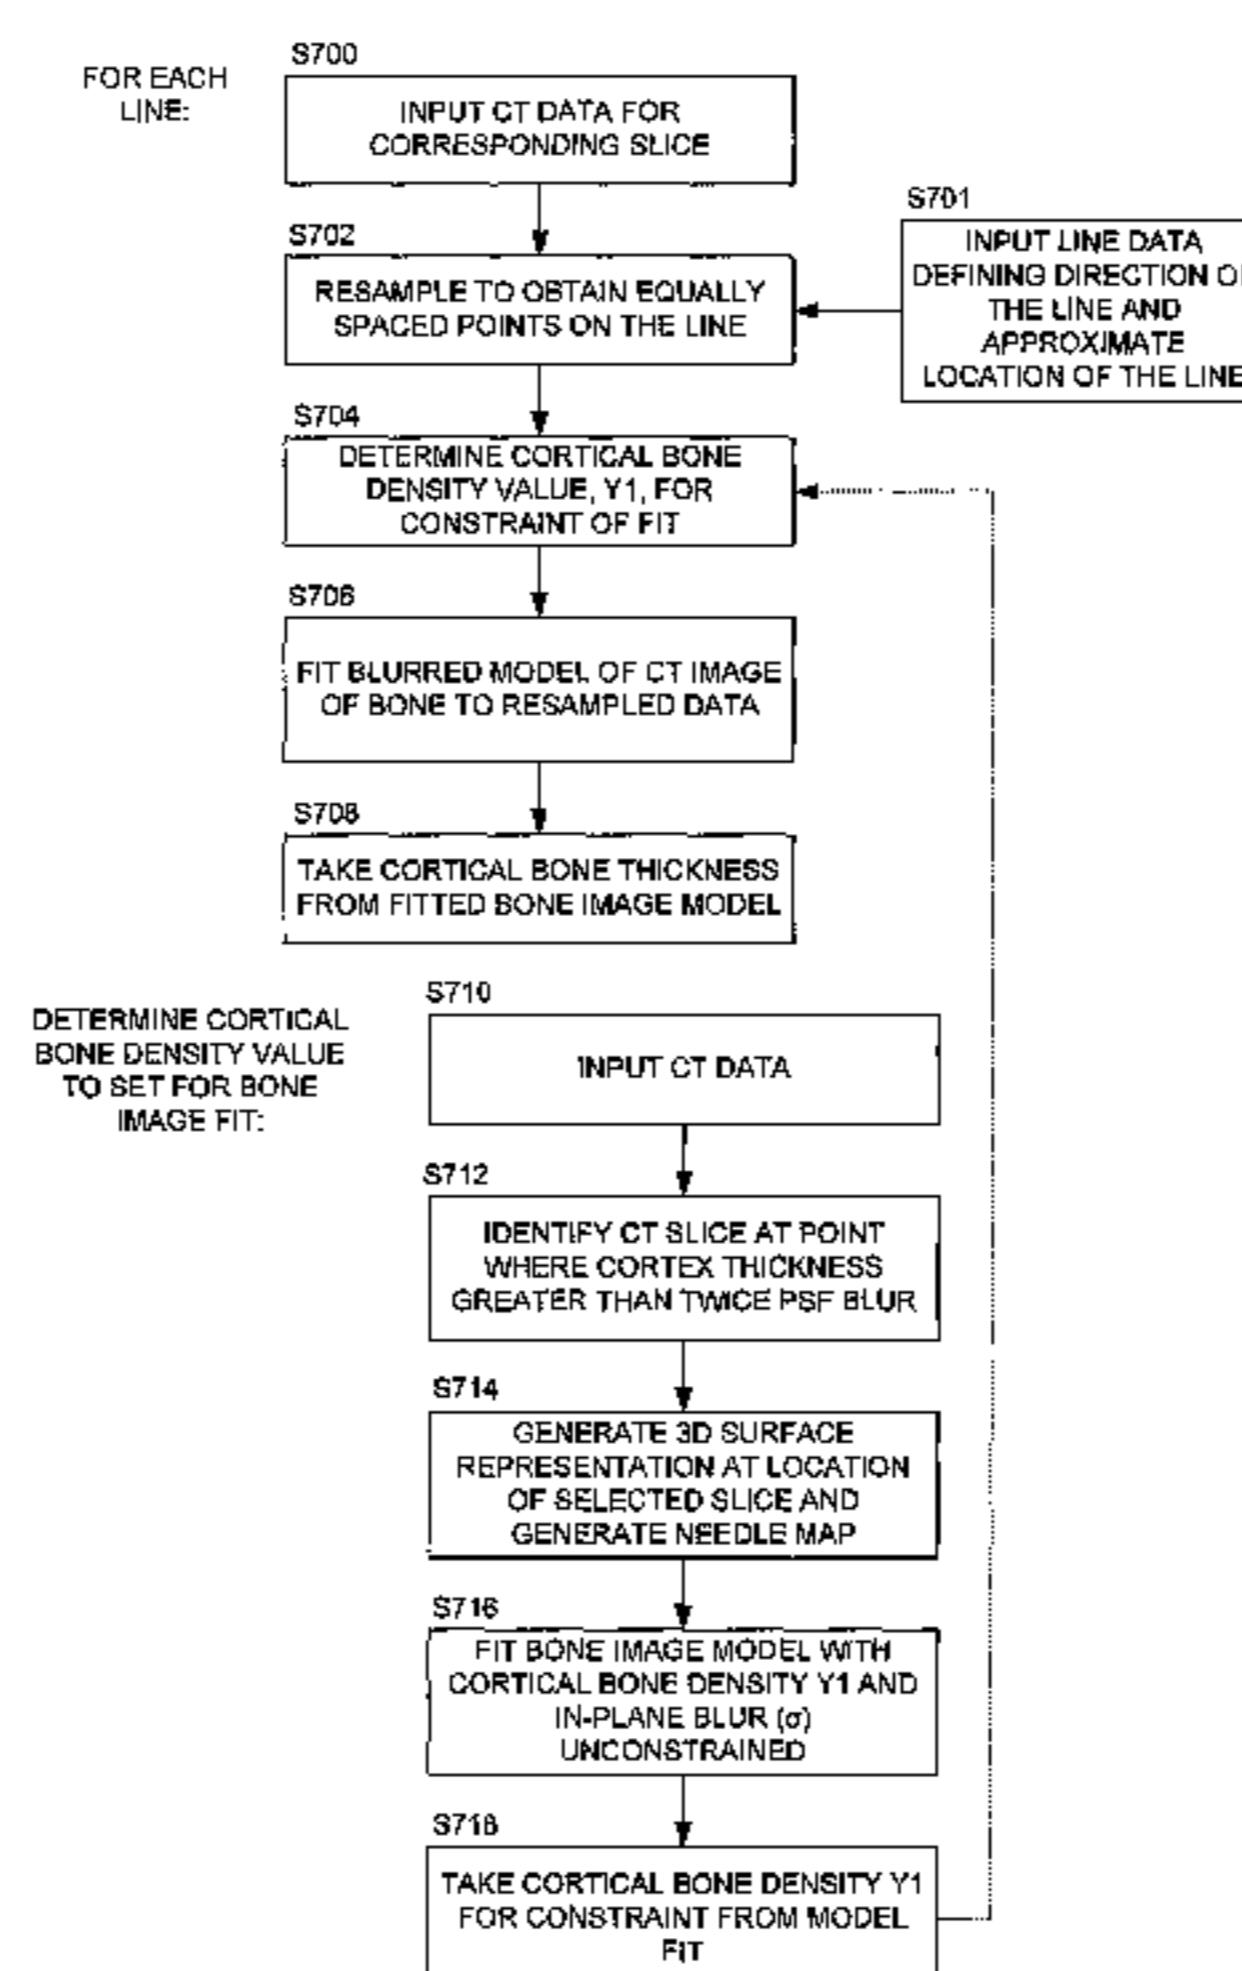 S700
FOR EACH
LINE:
INPUT CT DATA FOR
CORRESPONDING SLICE
S701
INPUT LINE DATA
DEFINING DIRECTION OF
THE LINE AND
APPROXIMATE
LOCATION OF THE LINE
S702
RESAMPLE TO OBTAIN EQUALLY
SPACED POINTS ON THE LINE
S704
DETERMINE CORTICAL BONE
DENSITY VALUE, Y1, FOR
CONSTRAINT OF FIT
S706
FIT BLURRED MODEL OF CT IMAGE
OF BONE TO RESAMPLED DATA
S708
TAKE CORTICAL BONE THICKNESS
FROM FITTED BONE IMAGE MODEL
DETERMINE CORTICAL
BONE DENSITY VALUE
TO SET FOR BONE
IMAGE FIT:
S710
INPUT CT DATA
S712
IDENTIFY CT SLICE AT POINT
WHERE CORTEX THICKNESS
GREATER THAN TWICE PSF BLUR
S714
GENERATE 3D SURFACE
REPRESENTATION AT LOCATION
OF SELECTED SLICE AND
GENERATE NEEDLE MAP
S716
FIT BONE IMAGE MODEL WITH
CORTICAL BONE DENSITY Y1 AND
IN-PLANE BLUR (σ)
UNCONSTRAINED
S718
TAKE CORTICAL BONE DENSITY Y1
FOR CONSTRAINT FROM MODEL
FIT